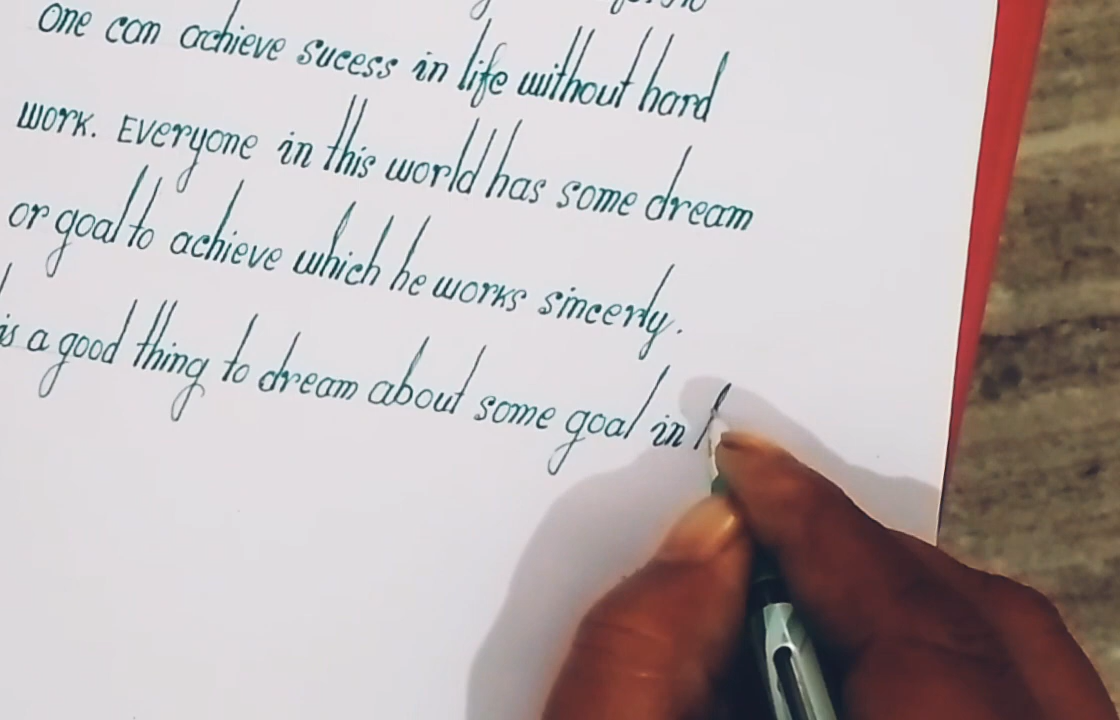 one can achieve sucess in life without hard
work. Everyone in this world has some dream
or goal to achieve which he works sincerly.
is a good thing to dream about some goal in